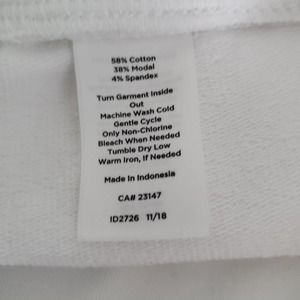 58% Cotton
38% Modal
4% Spandex
Turn Garment Inside
Out
Machine Wash Cold
Gentle Cycle
Only Non-Chlorine
Bleach When Needed
Tumble Dry Low
Warm Iron, If Needed
Made In Indonesia
CA# 23147
ID2726 11/18